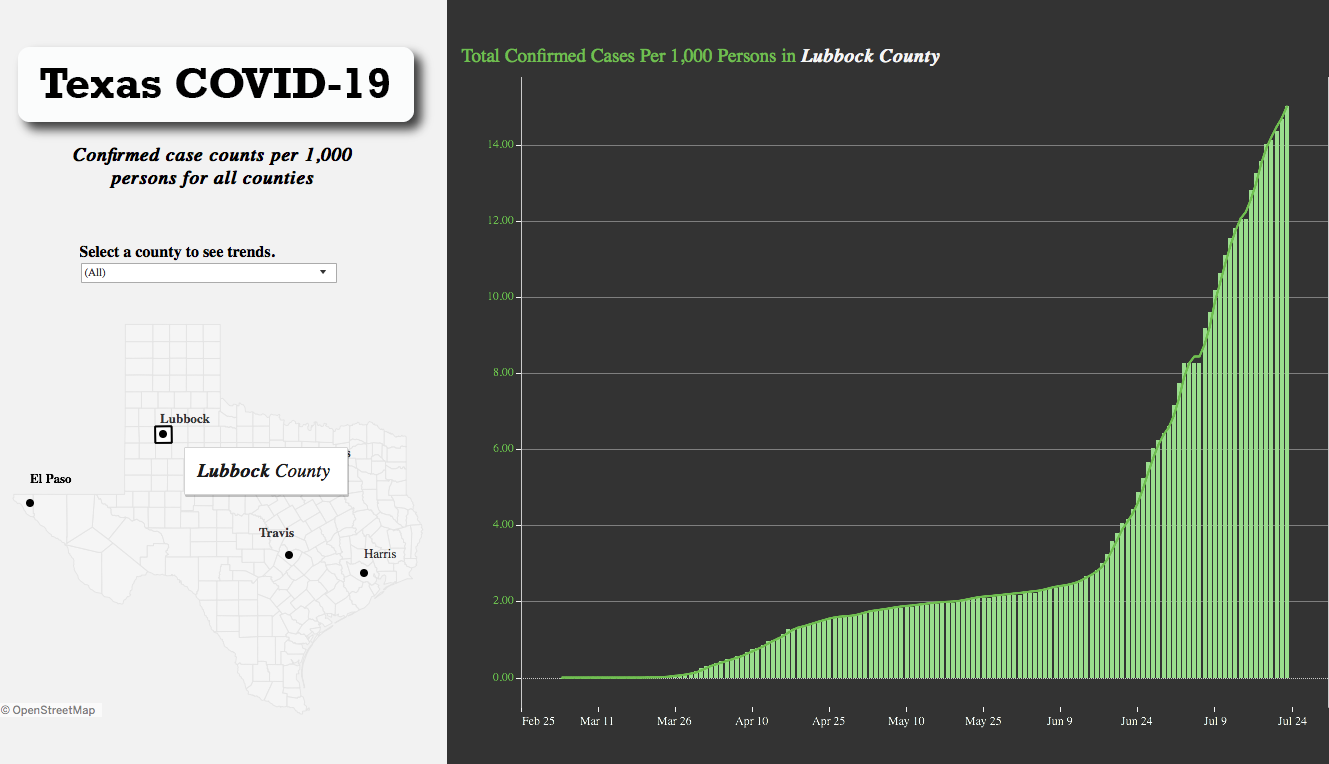 Texas COVID-19
Confirmed case counts per 1,000
persons for all counties
Select a county to see trends.
(All)
Lubbock
s
Lubbock County
El Paso
Travis
Harris
© OpenStreetMap
Total Confirmed Cases Per 1,000 Persons in Lubbock County
14.00
12.00
10.00
8.00
6.00
4.00
2.00
0.00
Feb 25 Mar 11 Mar 26 Apr 10 Apr 25 May 10 May 25 Jun 9 Jun 24 Jul 9 Jul 24